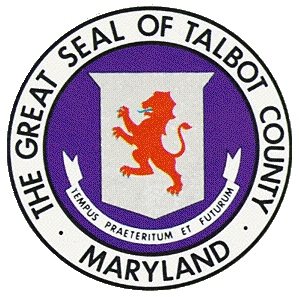 · THE GREAT SEAL OF TALBOT COUNTY ·
MARYLAND
TEMPUS PRAETERITUM ET FUTURUM